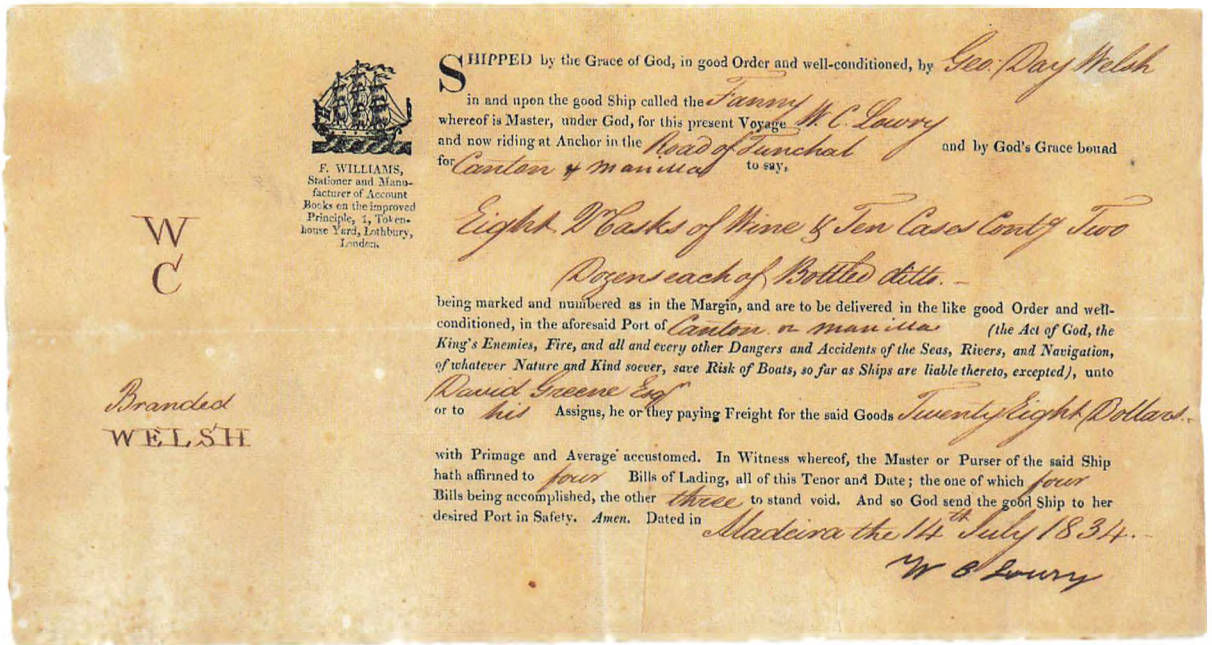 F. WILLIAMS,
Stationer and Manu-
facturer of Account
Books on the improved
Principle, 1, Token-
house Yard, Lothbury,
London.
W
C
Branded
WELSH
SHIPPED by the Grace of God, in good Order and well-conditioned, by Geo: Day Welsh
in and upon the good Ship called the Fanny
whereof is Master, under God, for this present Voyage W. C. Lowry
and now riding at Anchor in the Road of Funchal and by God's Grace bound
for Canton & Manilla to say,
Eight of Wine & Ten Cases Contg Two
Dozens each of Bottled ditto. -
being marked and numbered as in the Margin, and are to be delivered in the like good Order and well-
conditioned, in the aforesaid Port of Canton or Manilla (the Act of God, the
King's Enemies, Fire, and all and every other Dangers and Accidents of the Seas, Rivers, and Navigation,
of whatever Nature and Kind soever, save Risk of Boats, so far as Ships are liable thereto, excepted), unto
David Greene Esq
or to his Assigns, he or they paying Freight for the said Goods Twenty Eight Dollars.-
with Primage and Average accustomed. In Witness whereof, the Master or Purser of the said Ship
hath affirmed to four Bills of Lading, all of this Tenor and Date; the one of which four
Bills being accomplished, the other three to stand void. And so God send the good Ship to her
desired Port in Safety. Amen. Dated in Madeira the 14th July 1834.-
W C Lowry